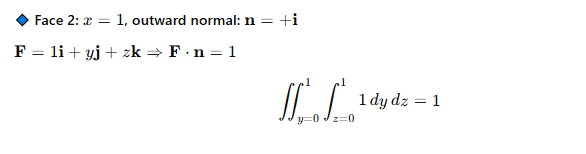 ◆ Face 2: x = 1, outward normal: n = +i
F = 1i + yj + zk ⇒ F · n = 1
∬_{y=0}^{1} ∫_{z=0}^{1} 1 dy dz = 1